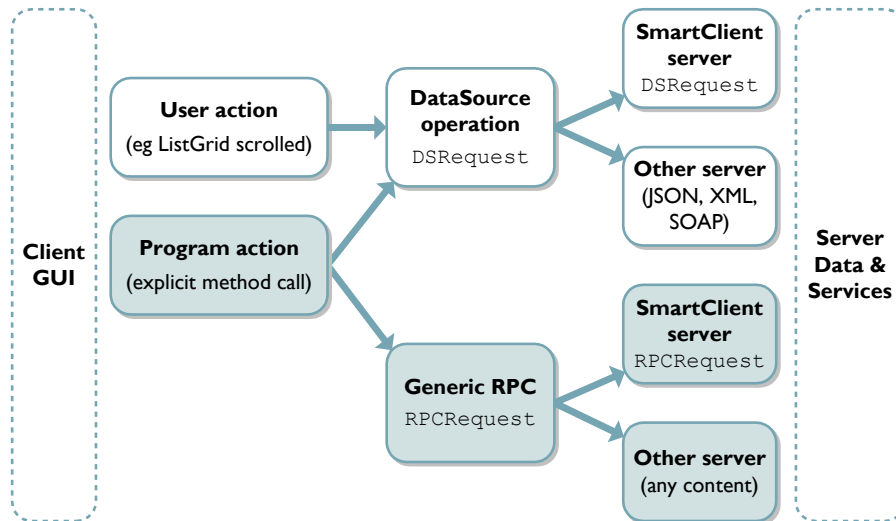 Client
GUI
User action
(eg ListGrid scrolled)
Program action
(explicit method call)
DataSource
operation
DSRequest
Generic RPC
RPCRequest
SmartClient
server
DSRequest
Other server
(JSON, XML,
SOAP)
SmartClient
server
RPCRequest
Other server
(any content)
Server
Data &
Services